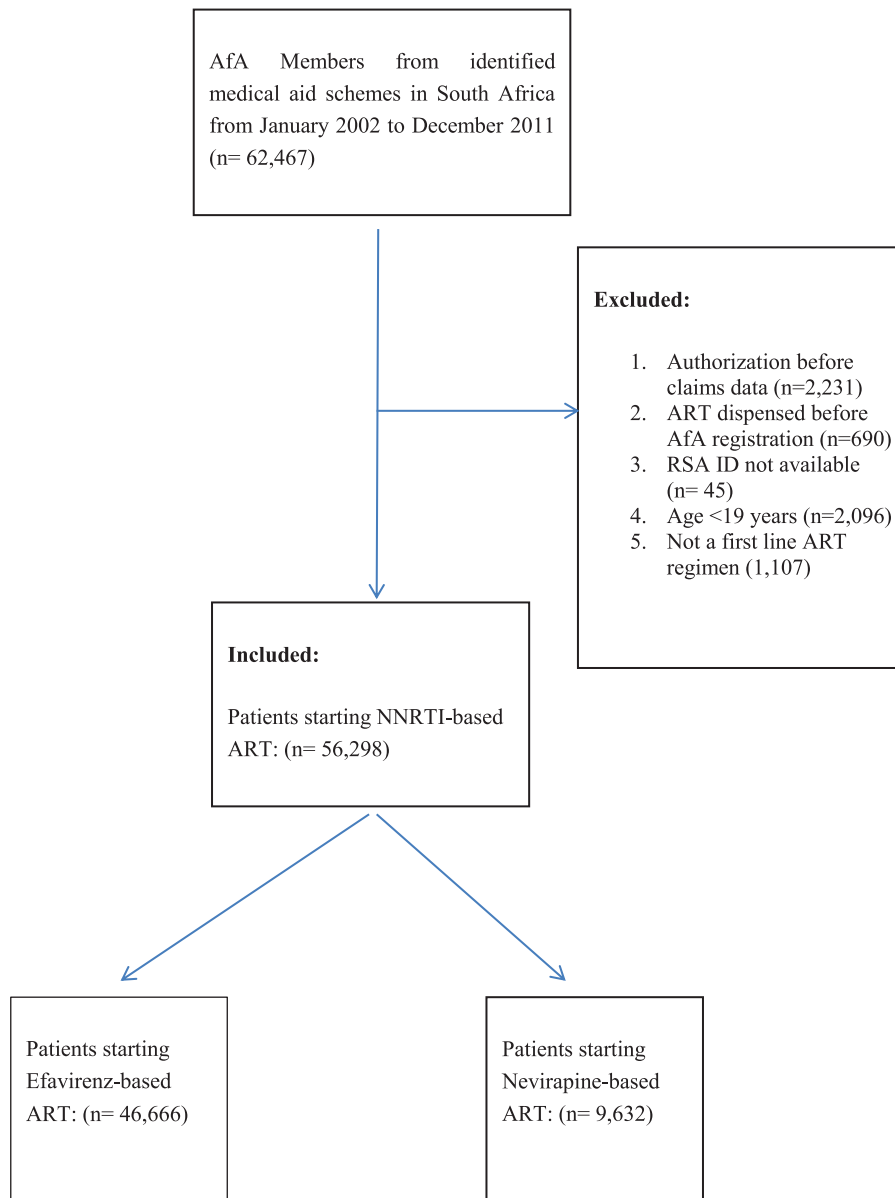 AfA Members from identified
medical aid schemes in South Africa
from January 2002 to December 2011
(n= 62,467)
Excluded:
1. Authorization before
claims data (n=2,231)
2. ART dispensed before
AfA registration (n=690)
3. RSA ID not available
(n= 45)
4. Age <19 years (n=2,096)
5. Not a first line ART
regimen (1,107)
Included:
Patients starting NNRTI-based
ART: (n= 56,298)
Patients starting
Efavirenz-based
ART: (n= 46,666)
Patients starting
Nevirapine-based
ART: (n= 9,632)